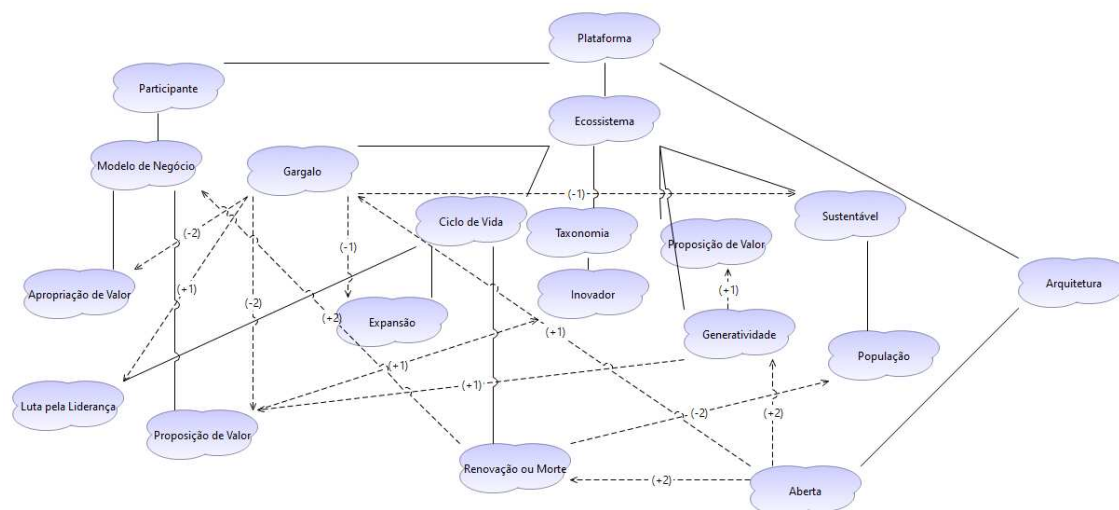 Plataforma
Participante
Ecossistema
Modelo de Negócio
Gargalo
(-1)
Sustentável
Ciclo de Vida
Taxonomia
Proposição de Valor
(-2)
(-1)
Apropriação de Valor
(+1)
(-2)
Inovador
(+1)
Arquitetura
(+2)
Expansão
(+1)
Generatividade
População
(+1)
(+1)
Luta pela Liderança
Proposição de Valor
(-2)
(+2)
Renovação ou Morte
(+2)
Aberta